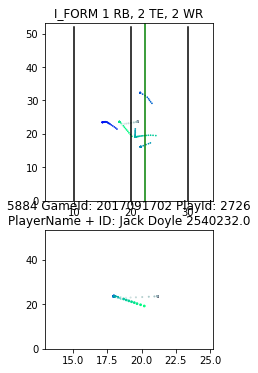 I_FORM 1 RB, 2 TE, 2 WR
50
40
30
20
10
0
10 20 30
5884 GameId: 2017091702 PlayId: 2726
PlayerName + ID: Jack Doyle 2540232.0
40
20
0
15.0 17.5 20.0 22.5 25.0